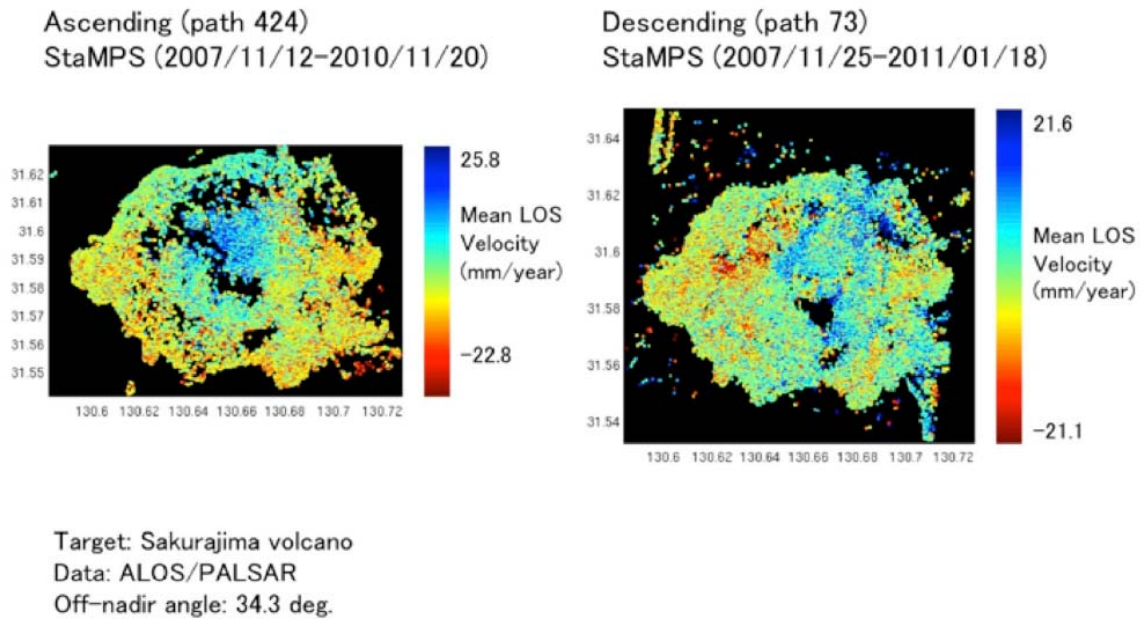 Ascending (path 424)
StaMPS (2007/11/12-2010/11/20)
Descending (path 73)
StaMPS (2007/11/25-2011/01/18)
31.62
31.61
31.6
31.59
31.58
31.57
31.56
31.55
130.6 130.62 130.64 130.66 130.68 130.7 130.72
25.8
Mean LOS
Velocity
(mm/year)
-22.8
31.64
31.62
31.6
31.58
31.56
31.54
130.6 130.62 130.64 130.66 130.68 130.7 130.72
21.6
Mean LOS
Velocity
(mm/year)
-21.1
Target: Sakurajima volcano
Data: ALOS/PALSAR
Off-nadir angle: 34.3 deg.